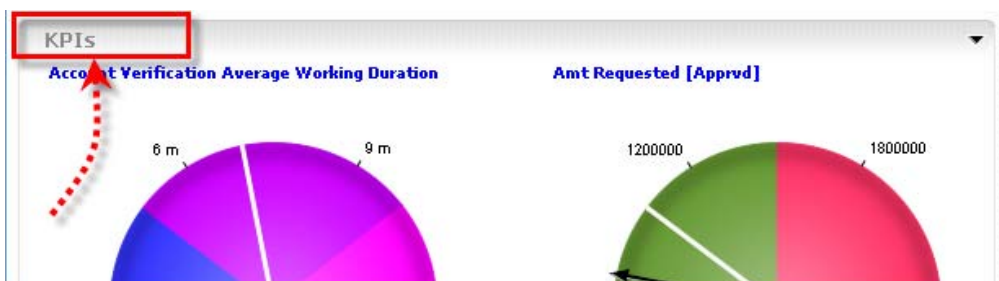 KPIs
Account Verification Average Working Duration
Amt Requested [Apprvd]
6 m
9 m
1200000
1800000